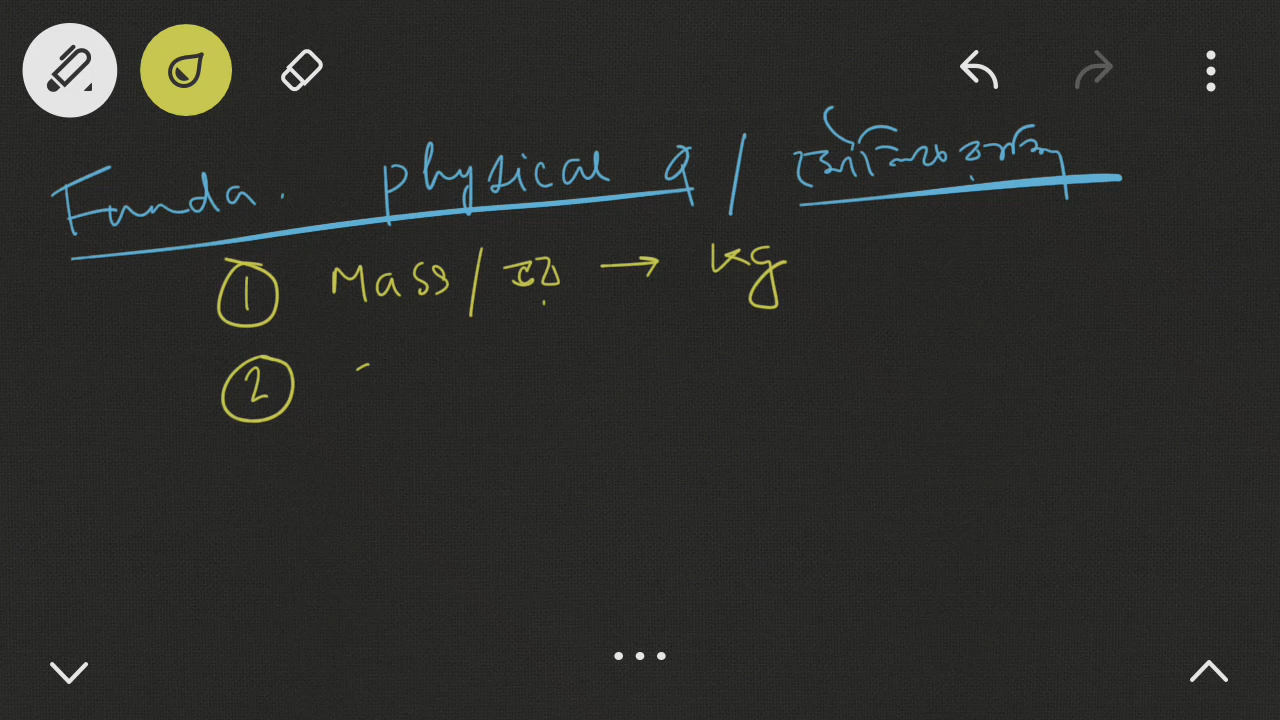 Funda. physical Q / মৌলিক রাশি
① Mass / ভর → kg
②